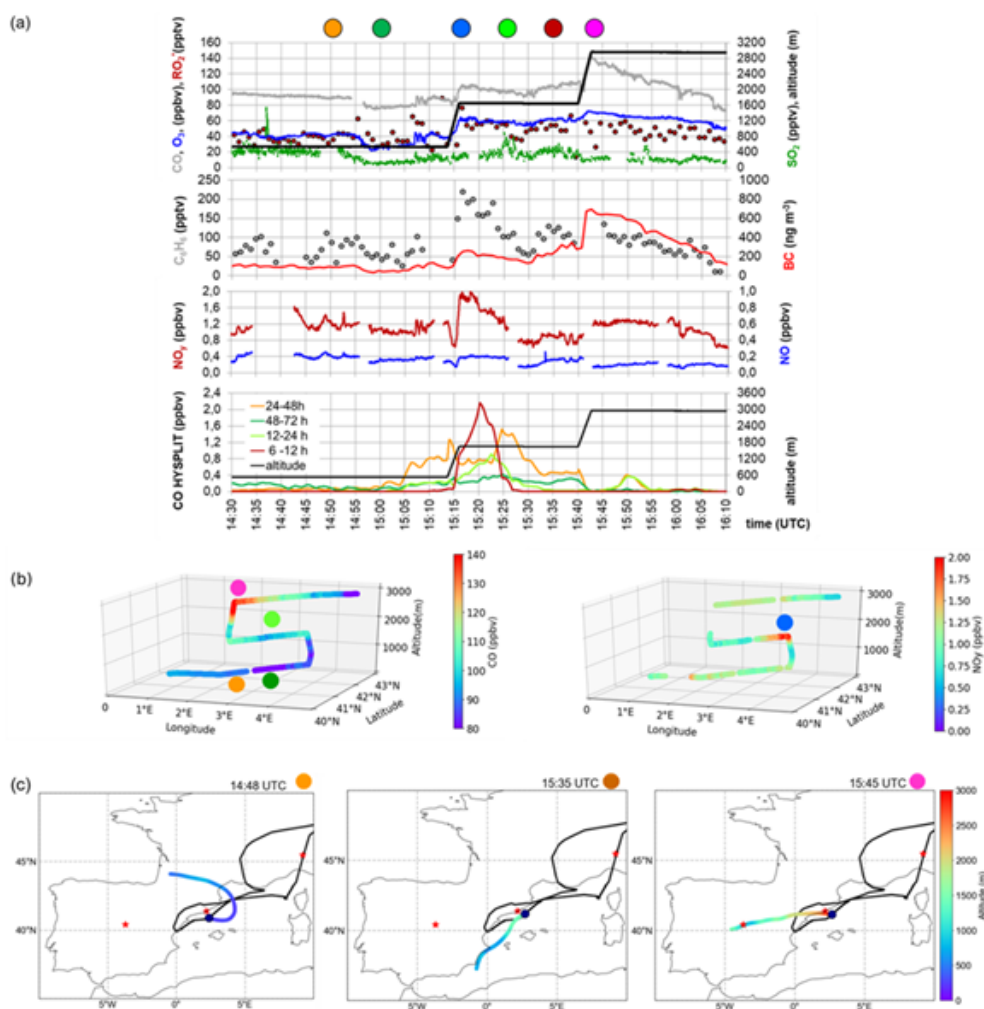 (a)
CO, O3, (ppbv), RO2* (pptv)
160
140
120
100
80
60
40
20
0
3200
2800
2400
2000
1600
1200
800
400
0
SO2 (pptv), altitude (m)
C6H6 (pptv)
250
200
150
100
50
0
1000
800
600
400
200
0
BC (ng m-3)
NOy (ppbv)
2,0
1,6
1,2
0,8
0,4
0,0
1,0
0,8
0,6
0,4
0,2
0,0
NO (ppbv)
CO HYSPLIT (ppbv)
2,4
2,0
1,6
1,2
0,8
0,4
0,0
24-48h
48-72 h
12-24 h
6 -12 h
altitude
3600
3000
2400
1800
1200
600
0
altitude (m)
14:30 14:35 14:40 14:45 14:50 14:55 15:00 15:05 15:10 15:15 15:20 15:25 15:30 15:35 15:40 15:45 15:50 15:55 16:00 16:05 16:10
time (UTC)
(b)
3000
2000
1000
Altitude(m)
43°N
42°N
41°N
40°N
Latitude
0 1°E 2°E 3°E 4°E
Longitude
140
130
120
110
100
90
80
CO (ppbv)
3000
2000
1000
Altitude(m)
43°N
42°N
41°N
40°N
Latitude
0 1°E 2°E 3°E 4°E
Longitude
2.00
1.75
1.50
1.25
1.00
0.75
0.50
0.25
0.00
NOy (ppbv)
(c)
14:48 UTC
45°N
40°N
5°W 0° 5°E
15:35 UTC
45°N
40°N
5°W 0° 5°E
15:45 UTC
45°N
40°N
5°W 0° 5°E
3000
2500
2000
1500
1000
500
0
Altitude (m)